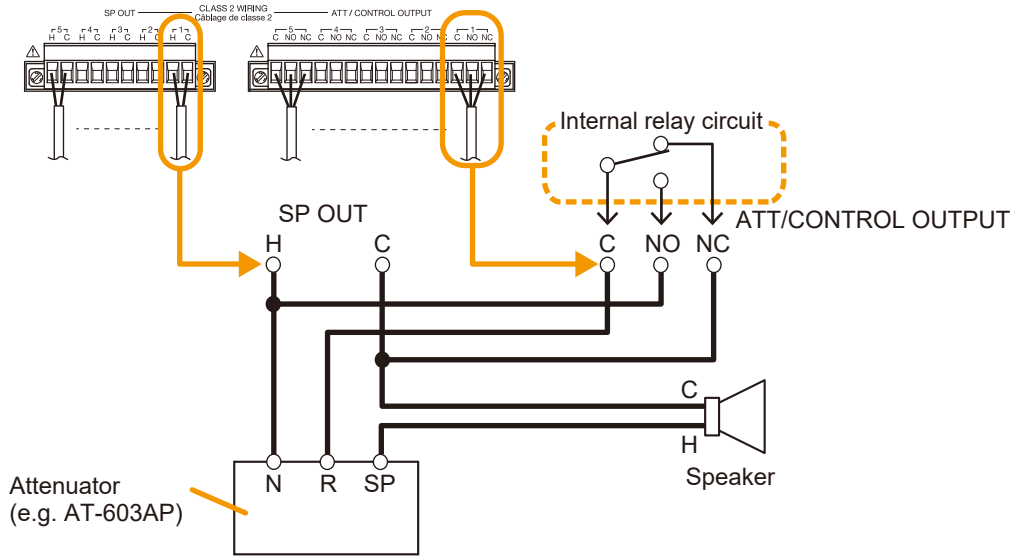 SP OUT CLASS 2 WIRING ATT / CONTROL OUTPUT
Câblage de classe 2
5 4 3 2 1 5 4 3 2 1
H C H C H C H C H C C NO NC C NO NC C NO NC C NO NC C NO NC
Internal relay circuit
SP OUT
ATT/CONTROL OUTPUT
H C C NO NC
C
H
Speaker
N R SP
Attenuator
(e.g. AT-603AP)